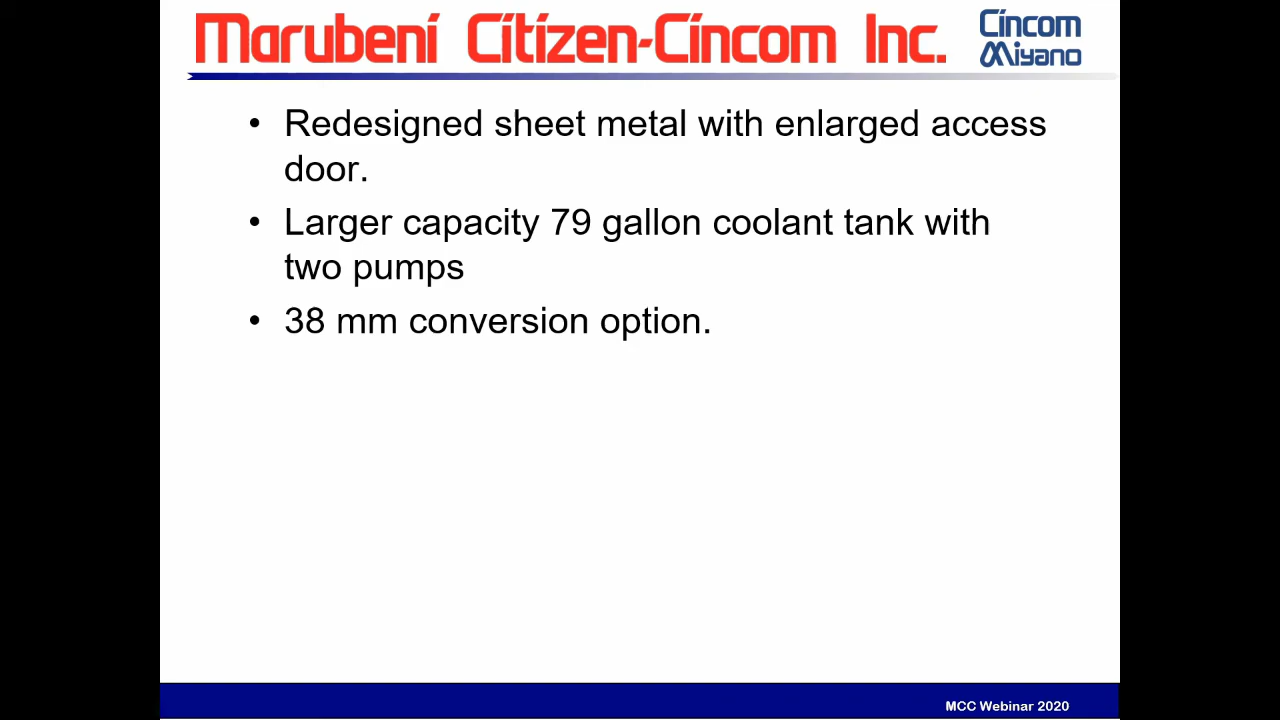 Marubeni Citizen-Cincom Inc.
Cincom
Miyano
• Redesigned sheet metal with enlarged access
door.
• Larger capacity 79 gallon coolant tank with
two pumps
• 38 mm conversion option.
MCC Webinar 2020